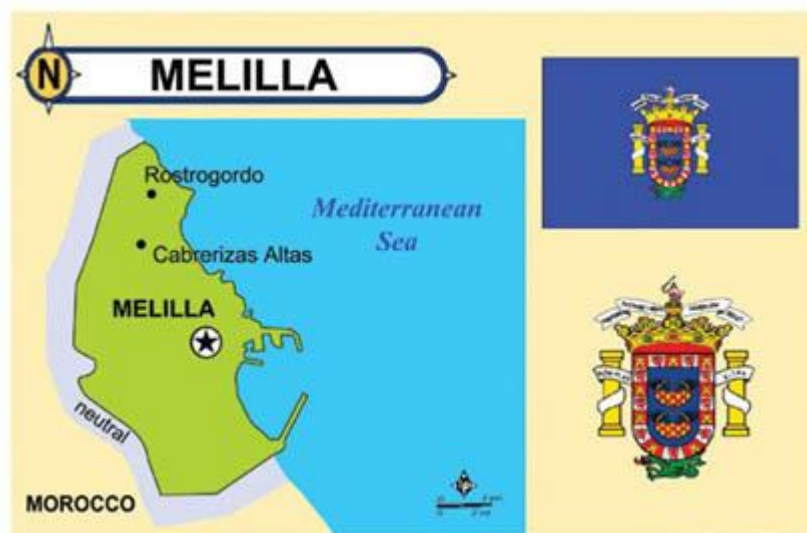 N
MELILLA
Rostrogordo
Mediterranean
Sea
Cabrerizas Altas
MELILLA
neutral
MOROCCO